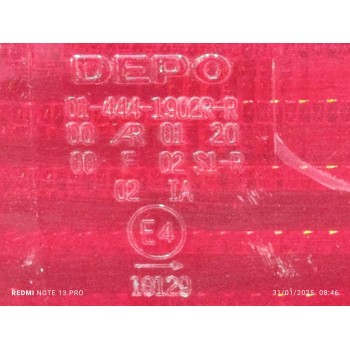 DEPO
01-444-1902R-R
00 AR 01 20
00 F 02 S1-R
02 IA
E4
→
18129
REDMI NOTE 13 PRO
31/01/2025 08:46